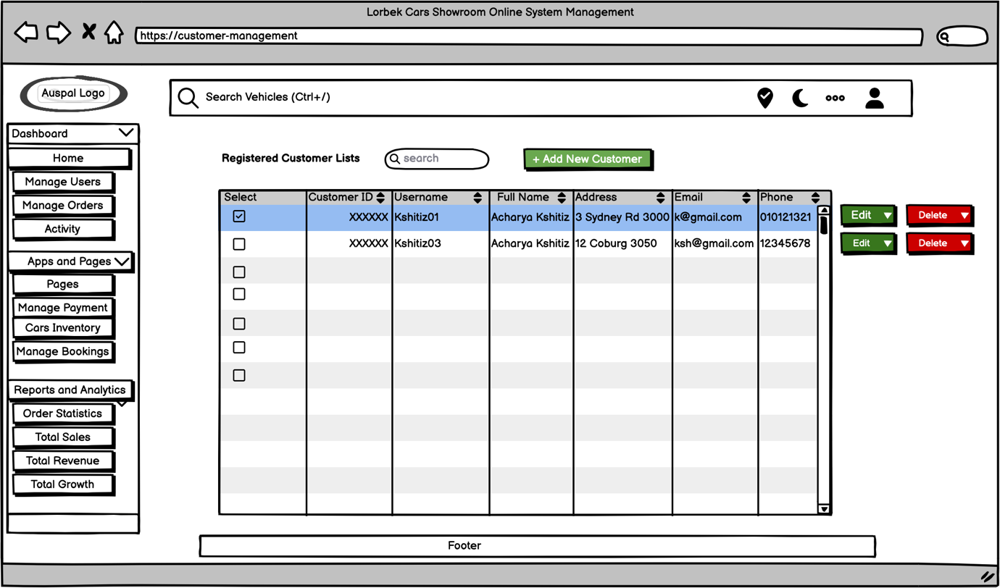 Lorbek Cars Showroom Online System Management
https://customer-management
Auspal Logo
Search Vehicles (Ctrl+/)
Dashboard
Home
Manage Users
Manage Orders
Activity
Apps and Pages
Pages
Manage Payment
Cars Inventory
Manage Bookings
Reports and Analytics
Order Statistics
Total Sales
Total Revenue
Total Growth
Registered Customer Lists
search
+ Add New Customer
Select Customer ID Username Full Name Address Email Phone
XXXXXX Kshitiz01 Acharya Kshitiz 3 Sydney Rd 3000 k@gmail.com 010121321 Edit Delete
XXXXXX Kshitiz03 Acharya Kshitiz 12 Coburg 3050 ksh@gmail.com 12345678 Edit Delete
Footer